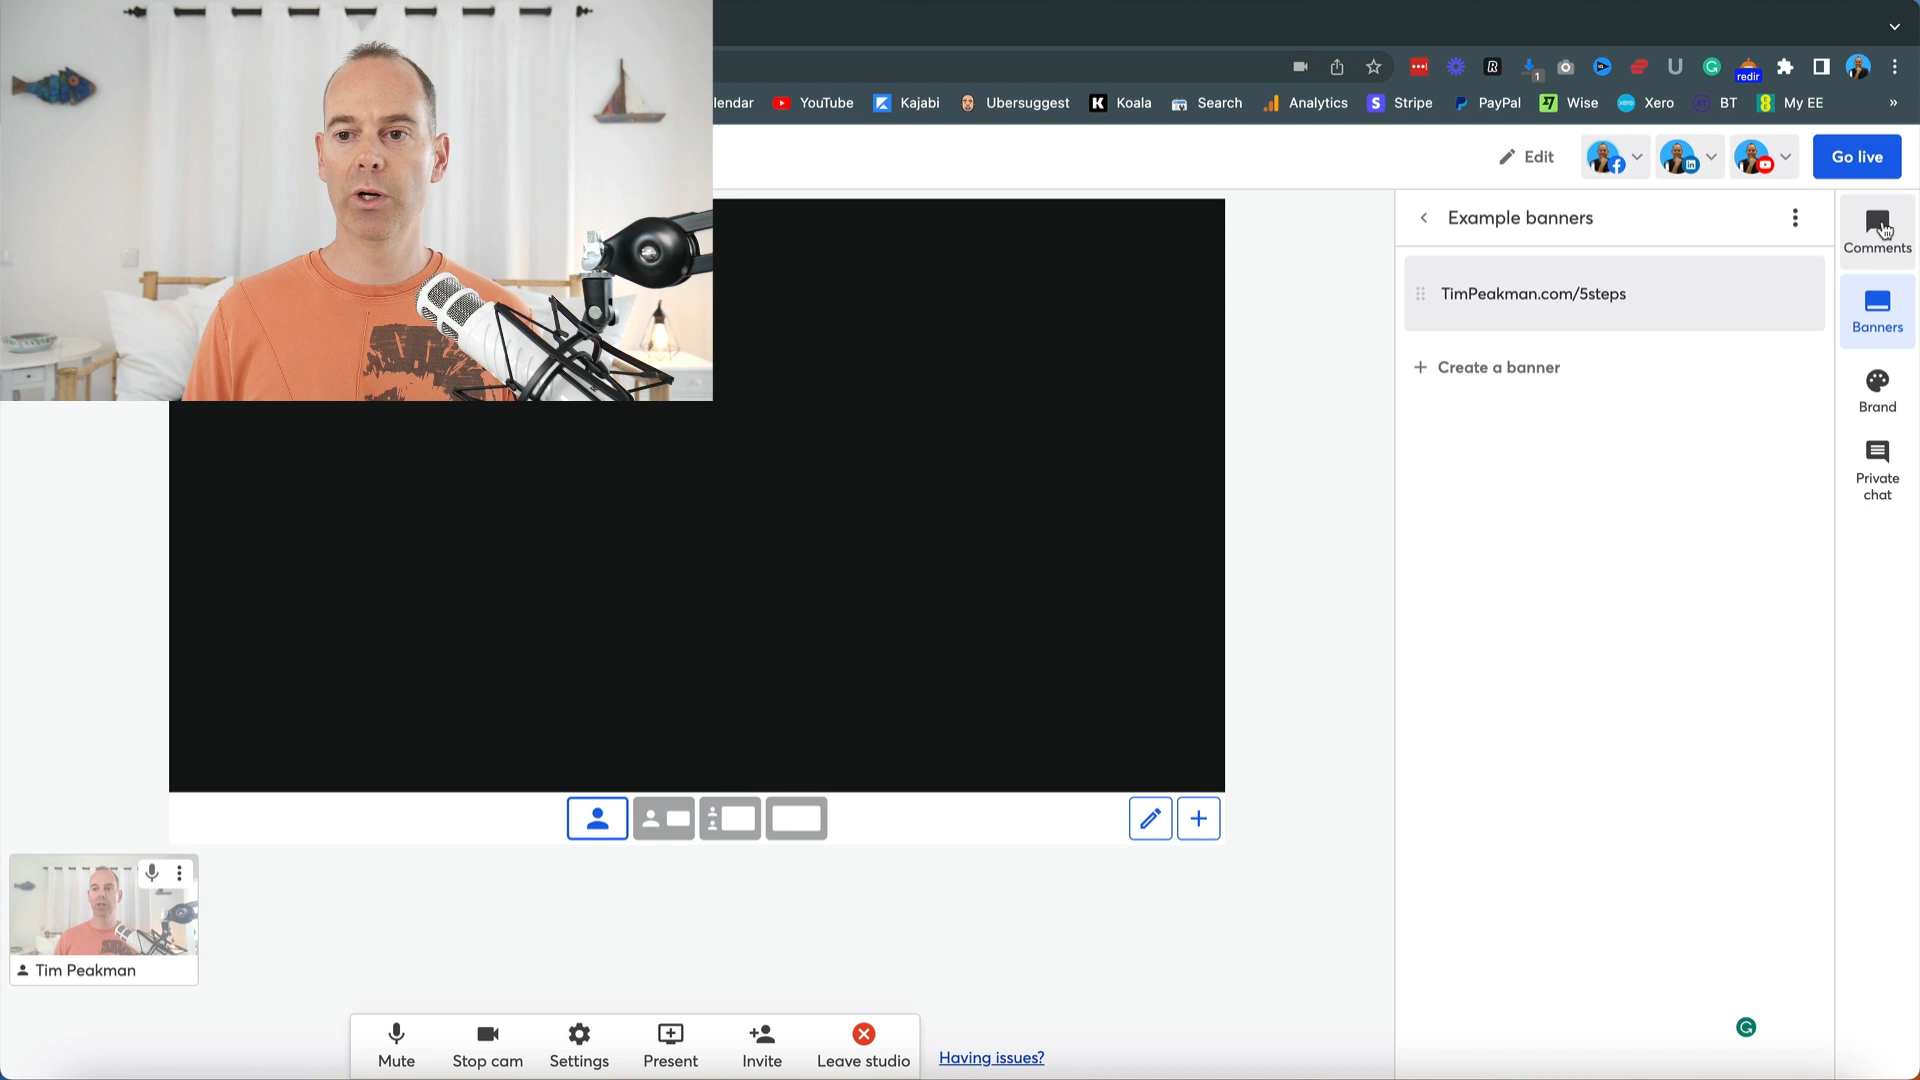 1
redir
lendar
YouTube
Kajabi
Ubersuggest
Koala
Search
Analytics
Stripe
PayPal
Wise
Xero
BT
My EE
»
Edit
Go live
Example banners
Comments
TimPeakman.com/5steps
Banners
+ Create a banner
Brand
Private
chat
Tim Peakman
Mute
Stop cam
Settings
Present
Invite
Leave studio
Having issues?